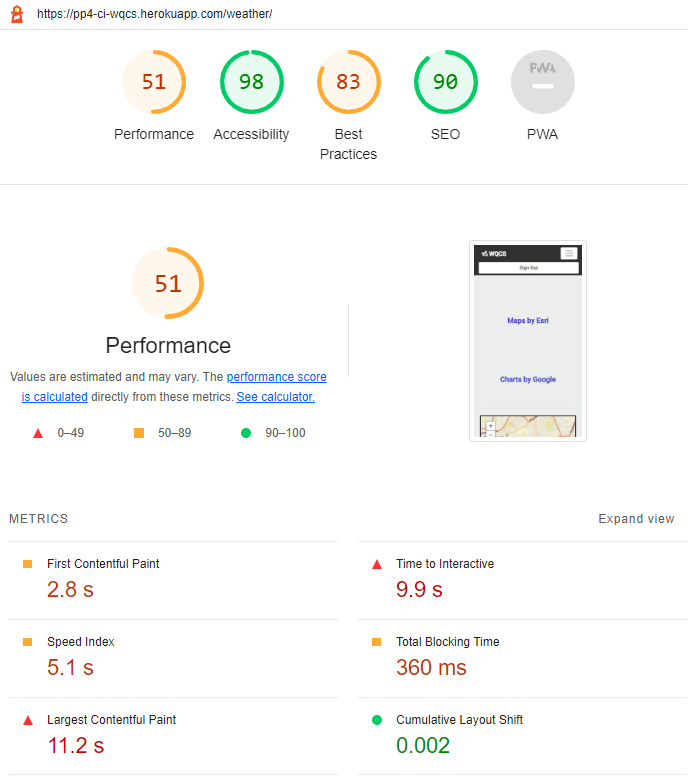 https://pp4-ci-wqcs.herokuapp.com/weather/
51
98
83
90
PWA
Performance
Accessibility
Best
Practices
SEO
PWA
51
Performance
Values are estimated and may vary. The performance score
is calculated directly from these metrics. See calculator.
0–49
50–89
90–100
WQCS
Sign Out
Maps by Esri
Charts by Google
+
−
METRICS
Expand view
First Contentful Paint
2.8 s
Time to Interactive
9.9 s
Speed Index
5.1 s
Total Blocking Time
360 ms
Largest Contentful Paint
11.2 s
Cumulative Layout Shift
0.002